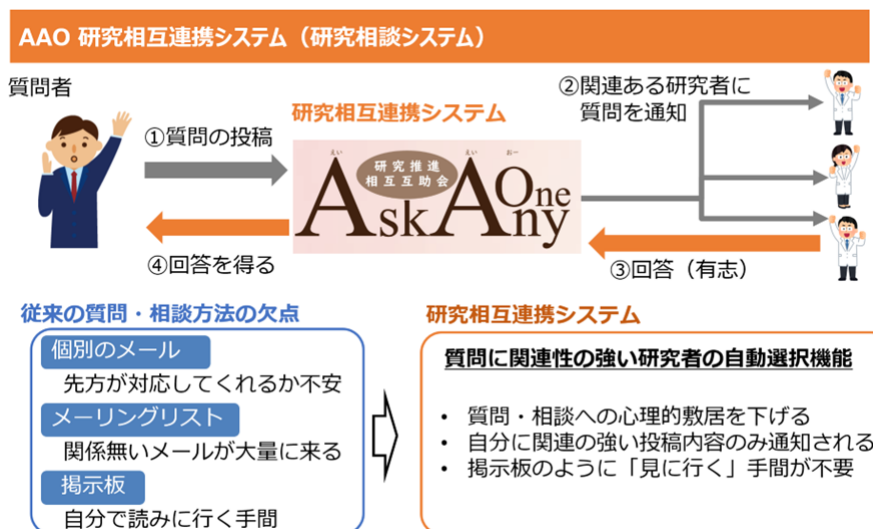 AAO 研究相互連携システム（研究相談システム）
質問者
①質問の投稿
研究相互連携システム
えい えい おー
研究推進
相互互助会
Ask Any One
②関連ある研究者に
質問を通知
③回答（有志）
④回答を得る
従来の質問・相談方法の欠点
個別のメール
先方が対応してくれるか不安
メーリングリスト
関係無いメールが大量に来る
掲示板
自分で読みに行く手間
研究相互連携システム
質問に関連性の強い研究者の自動選択機能
• 質問・相談への心理的敷居を下げる
• 自分に関連の強い投稿内容のみ通知される
• 掲示板のように「見に行く」手間が不要